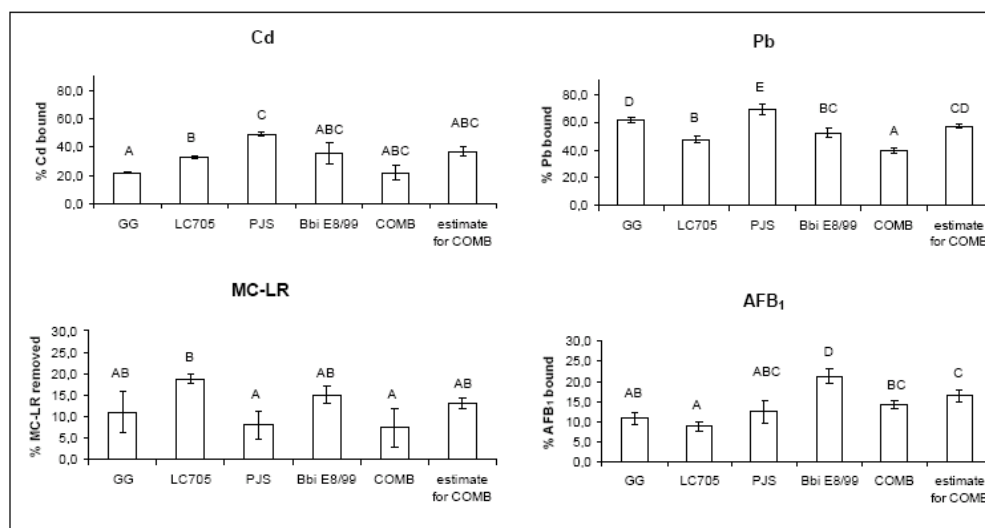 Cd
% Cd bound
80,0
60,0
40,0
20,0
0,0
A
B
C
ABC
ABC
ABC
GG
LC705
PJS
Bbi E8/99
COMB
estimate
for COMB
Pb
% Pb bound
100,0
80,0
60,0
40,0
20,0
0,0
D
B
E
BC
A
CD
GG
LC705
PJS
Bbi E8/99
COMB
estimate
for COMB
MC-LR
% MC-LR removed
30,0
25,0
20,0
15,0
10,0
5,0
0,0
AB
B
A
AB
A
AB
GG
LC705
PJS
Bbi E8/99
COMB
estimate
for COMB
AFB₁
% AFB₁ bound
30,0
25,0
20,0
15,0
10,0
5,0
0,0
AB
A
ABC
D
BC
C
GG
LC705
PJS
Bbi E8/99
COMB
estimate
for COMB